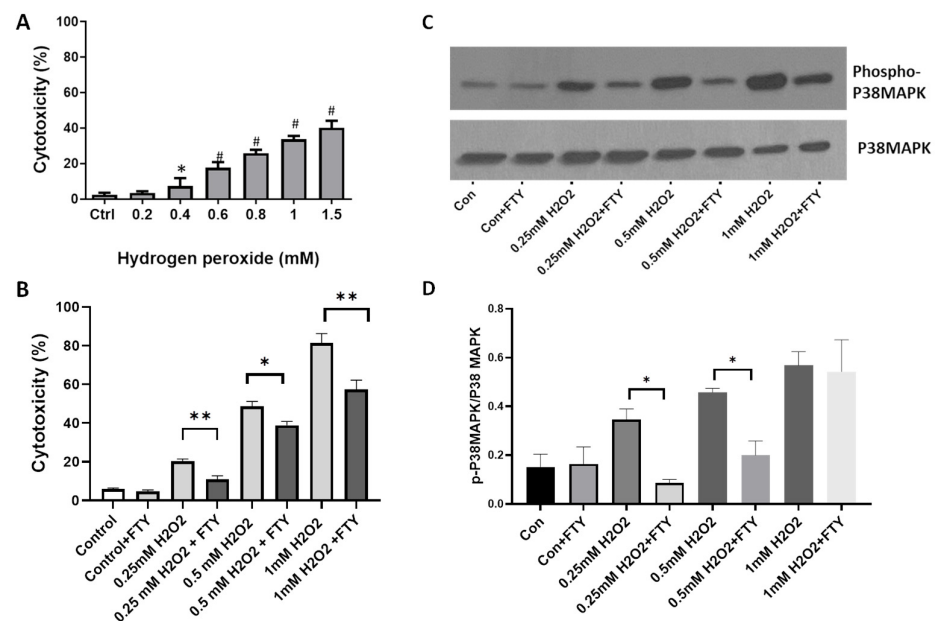 A
Cytotoxicity (%)
100
80
60
40
20
0
*
#
#
#
#
Ctrl 0.2 0.4 0.6 0.8 1 1.5
Hydrogen peroxide (mM)
B
Cytotoxicity (%)
100
80
60
40
20
0
**
*
**
Control
Control+FTY
0.25mM H2O2
0.25 mM H2O2 + FTY
0.5 mM H2O2
0.5 mM H2O2 + FTY
1mM H2O2
1mM H2O2 +FTY
C
Phospho-
P38MAPK
P38MAPK
Con
Con+FTY
0.25mM H2O2
0.25mM H2O2+FTY
0.5mM H2O2
0.5mM H2O2+FTY
1mM H2O2
1mM H2O2+FTY
D
p-P38MAPK/P38 MAPK
0.8
0.6
0.4
0.2
0.0
*
*
Con
Con+FTY
0.25mM H2O2
0.25mM H2O2+FTY
0.5mM H2O2
0.5mM H2O2+FTY
1mM H2O2
1mM H2O2+FTY